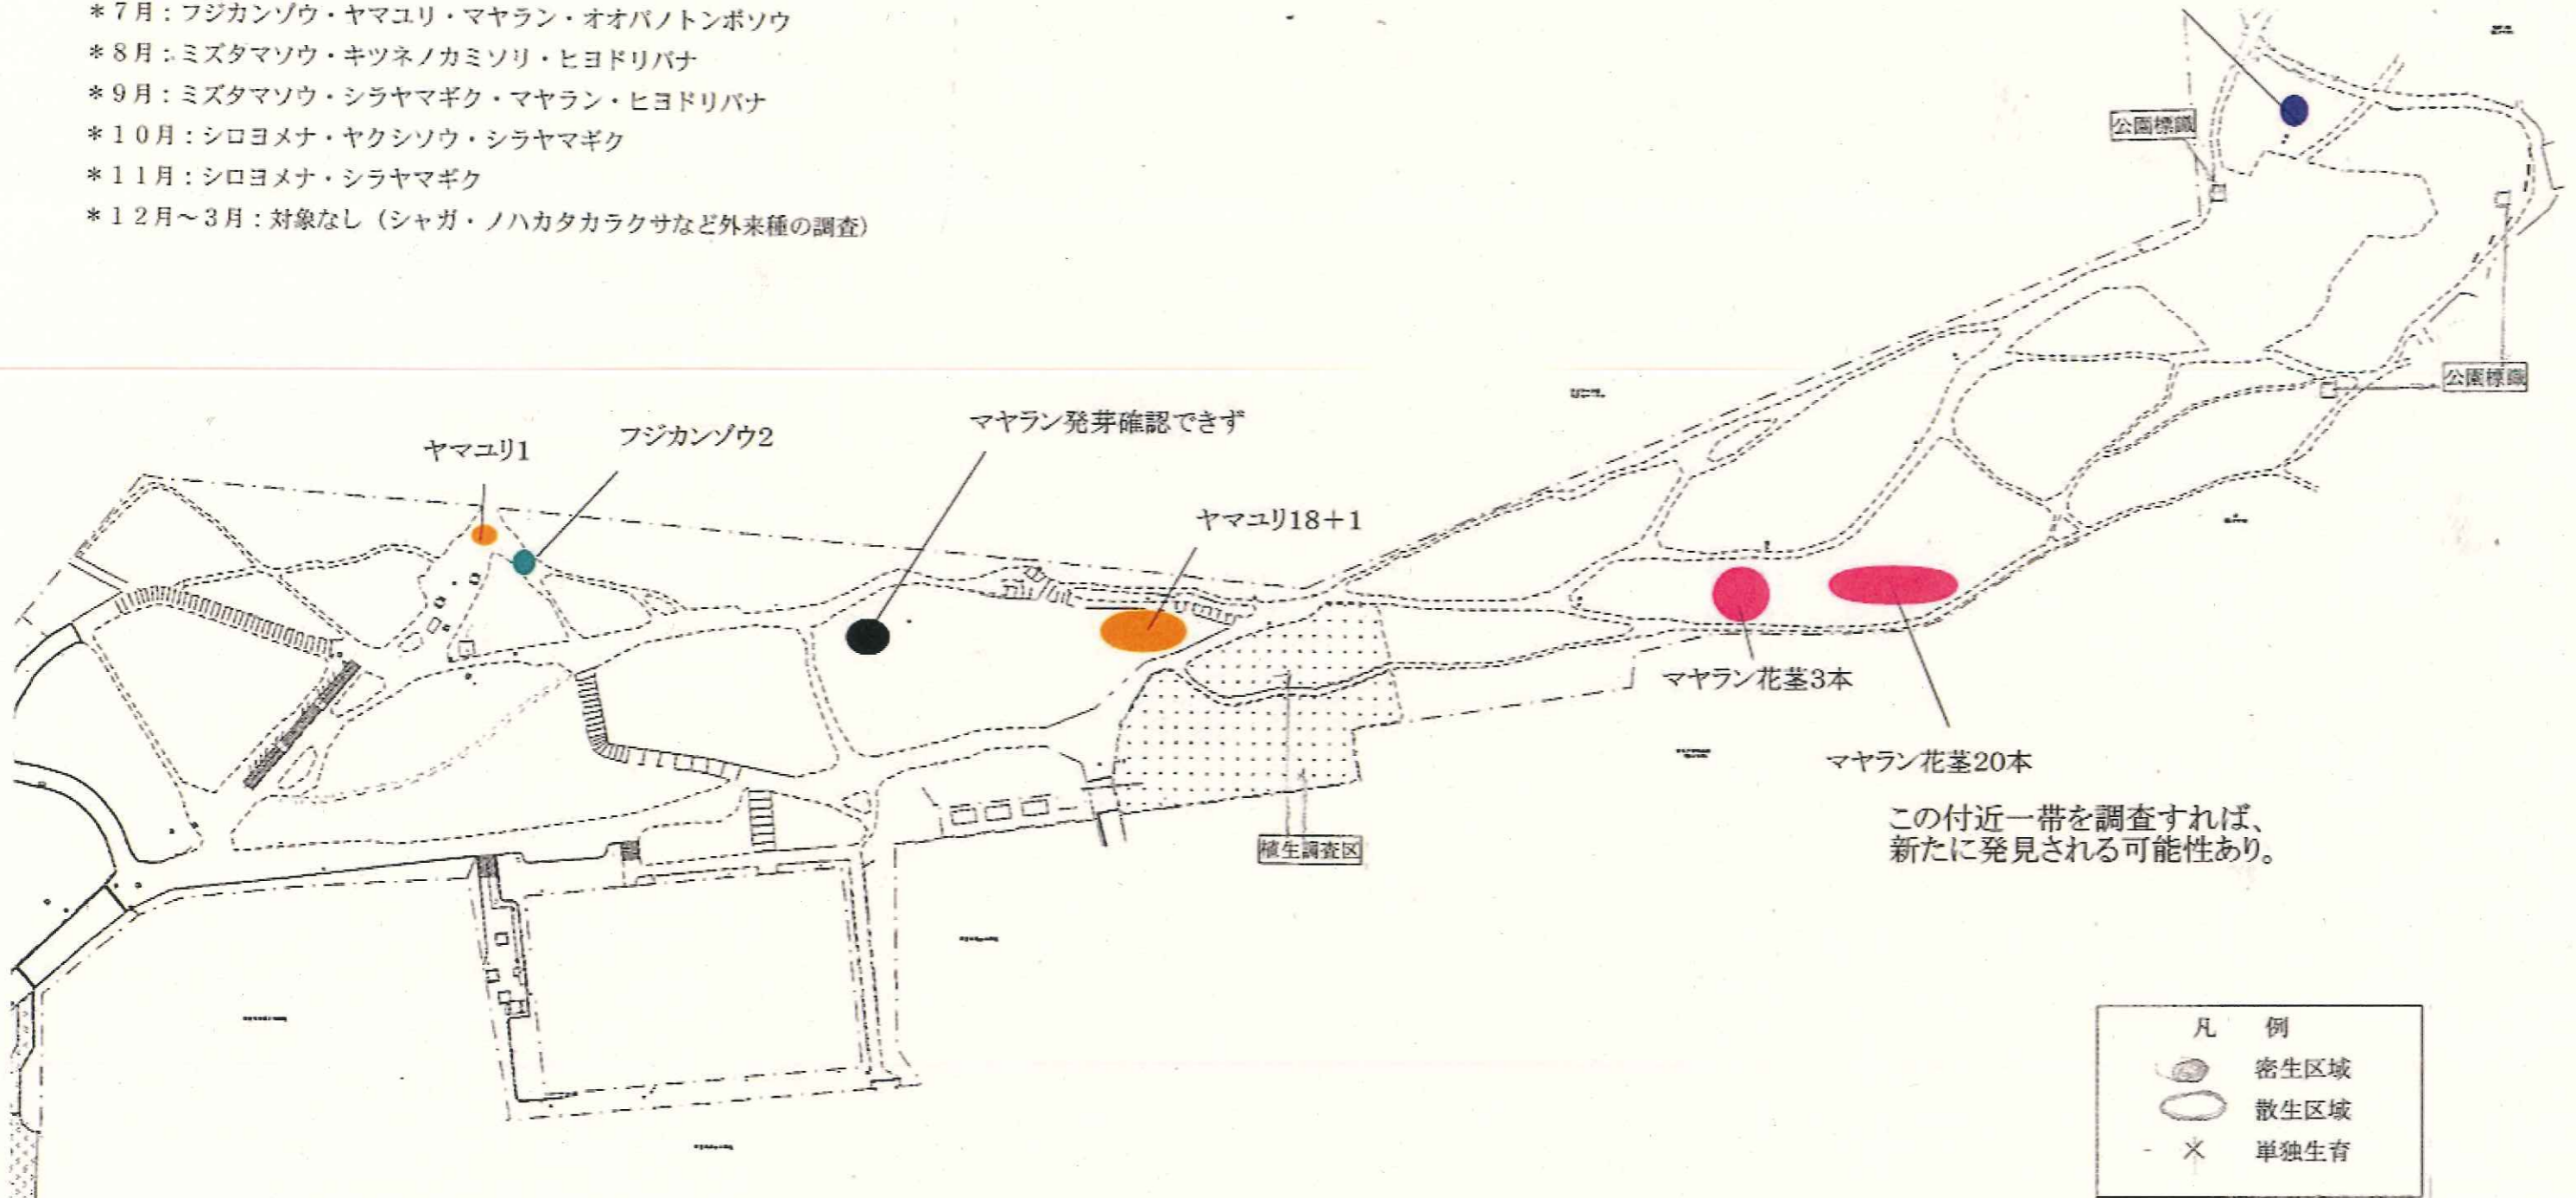 *7月：フジカンゾウ・ヤマユリ・マヤラン・オオバノトンボソウ
*8月：ミズタマソウ・キツネノカミソリ・ヒヨドリバナ
*9月：ミズタマソウ・シラヤマギク・マヤラン・ヒヨドリバナ
*10月：シロヨメナ・ヤクシソウ・シラヤマギク
*11月：シロヨメナ・シラヤマギク
*12月～3月：対象なし（シャガ・ノハカタカラクサなど外来種の調査）
公園標識
公園標識
ヤマユリ1
フジカンゾウ2
マヤラン発芽確認できず
ヤマユリ18＋1
マヤラン花茎3本
マヤラン花茎20本
この付近一帯を調査すれば、
新たに発見される可能性あり。
植生調査区
凡 例
密生区域
散生区域
単独生育